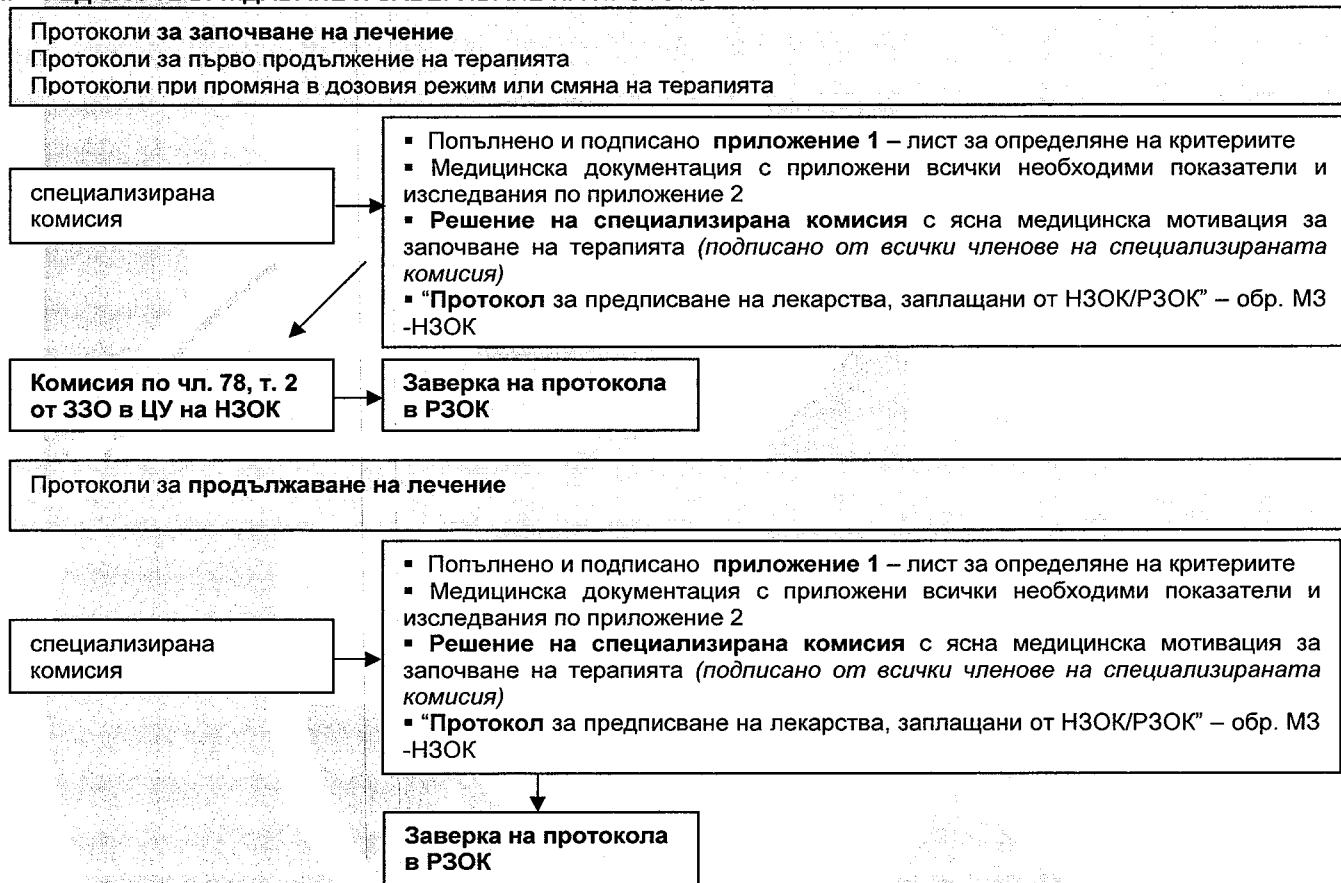 Протоколи за започване на лечение
Протоколи за първо продължение на терапията
Протоколи при промяна в дозовия режим или смяна на терапията
специализирана
комисия
▪ Попълнено и подписано приложение 1 – лист за определяне на критериите
▪ Медицинска документация с приложени всички необходими показатели и
изследвания по приложение 2
▪ Решение на специализирана комисия с ясна медицинска мотивация за
започване на терапията (подписано от всички членове на специализираната
комисия)
▪ "Протокол за предписване на лекарства, заплащани от НЗОК/РЗОК" – обр. МЗ
-НЗОК
Комисия по чл. 78, т. 2
от ЗЗО в ЦУ на НЗОК
Заверка на протокола
в РЗОК
Протоколи за продължаване на лечение
специализирана
комисия
▪ Попълнено и подписано приложение 1 – лист за определяне на критериите
▪ Медицинска документация с приложени всички необходими показатели и
изследвания по приложение 2
▪ Решение на специализирана комисия с ясна медицинска мотивация за
започване на терапията (подписано от всички членове на специализираната
комисия)
▪ "Протокол за предписване на лекарства, заплащани от НЗОК/РЗОК" – обр. МЗ
-НЗОК
Заверка на протокола
в РЗОК